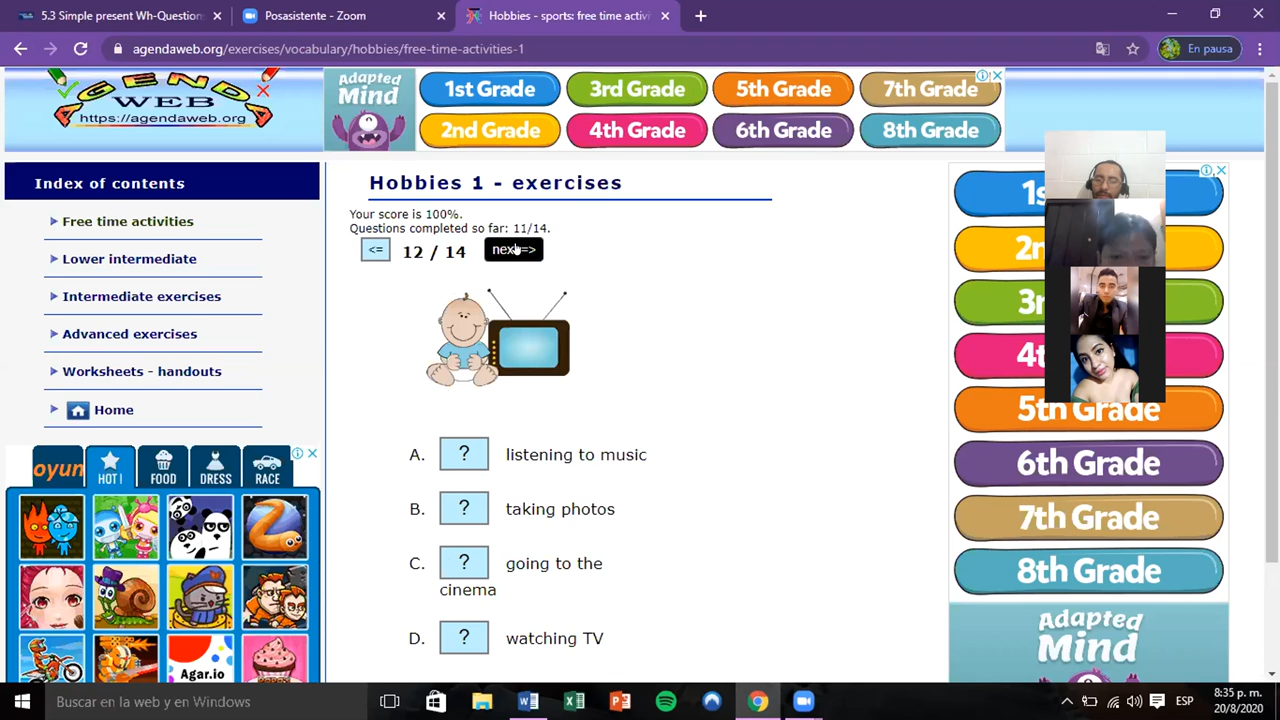 5.3 Simple present Wh-Question
Posasistente - Zoom
Hobbies - sports: free time activi
agendaweb.org/exercises/vocabulary/hobbies/free-time-activities-1
En pausa
AGENDA
WEB
https://agendaweb.org
Adapted
Mind
1st Grade
3rd Grade
5th Grade
7th Grade
2nd Grade
4th Grade
6th Grade
8th Grade
Index of contents
Free time activities
Lower intermediate
Intermediate exercises
Advanced exercises
Worksheets - handouts
Home
Hobbies 1 - exercises
Your score is 100%.
Questions completed so far: 11/14.
<= 12 / 14 next=>
A. ? listening to music
B. ? taking photos
C. ? going to the
cinema
D. ? watching TV
oyun
HOT!
FOOD
DRESS
RACE
Agar.io
5th Grade
6th Grade
7th Grade
8th Grade
Adapted
Mind
Buscar en la web y en Windows
ESP
8:35 p. m.
20/8/2020